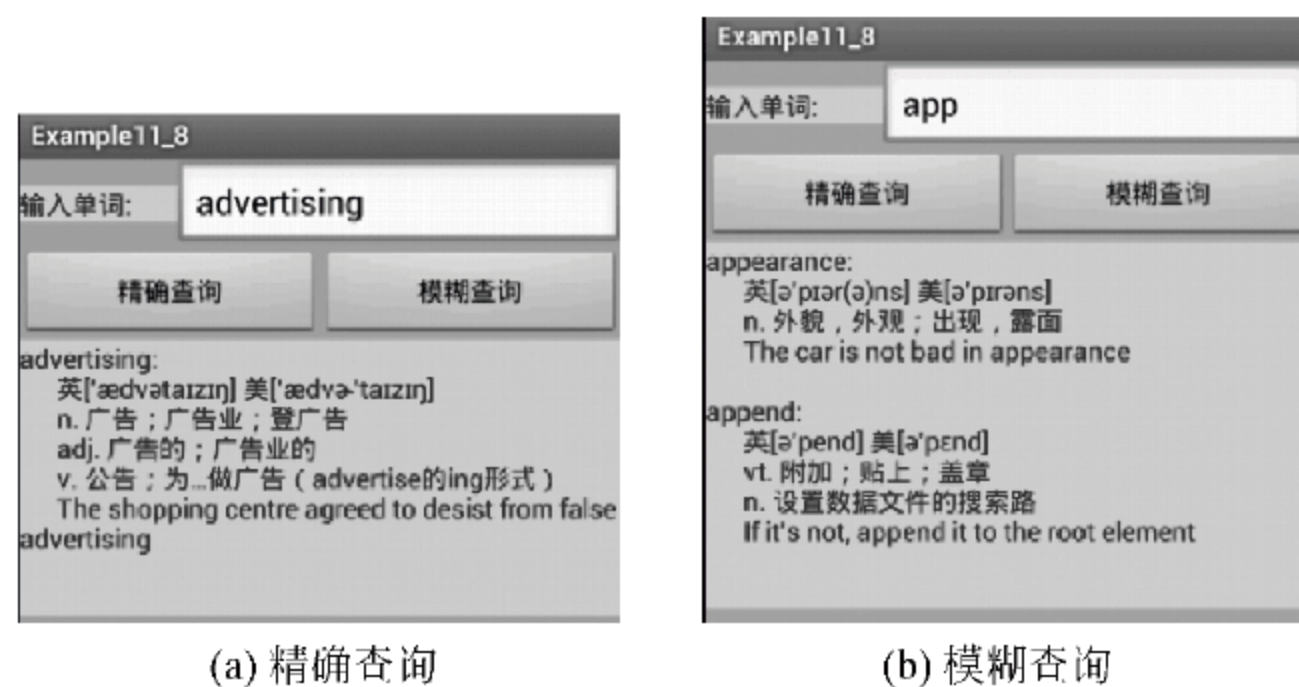 Example11_8
输入单词:
advertising
精确查询
模糊查询
advertising:
英['ædvətaɪzɪŋ] 美['ædvɚ'taɪzɪŋ]
n. 广告；广告业；登广告
adj. 广告的；广告业的
v. 公告；为...做广告（advertise的ing形式）
The shopping centre agreed to desist from false
advertising
(a) 精确查询
Example11_8
输入单词:
app
精确查询
模糊查询
appearance:
英[ə'pɪər(ə)ns] 美[ə'pɪrəns]
n. 外貌，外观；出现，露面
The car is not bad in appearance
append:
英[ə'pend] 美[ə'pɛnd]
vt. 附加；贴上；盖章
n. 设置数据文件的搜索路
If it's not, append it to the root element
(b) 模糊查询